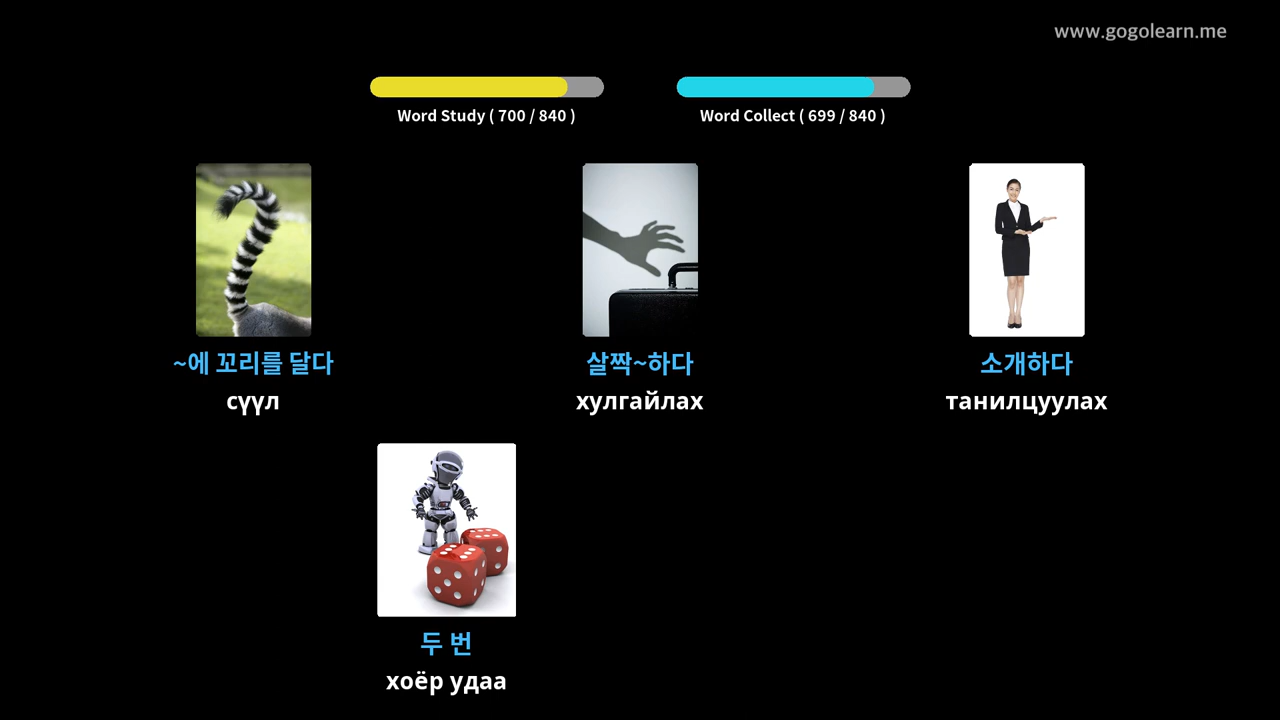 www.gogolearn.me
Word Study ( 700 / 840 )
Word Collect ( 699 / 840 )
~에 꼬리를 달다
сүүл
살짝~하다
хулгайлах
소개하다
танилцуулах
두 번
хоёр удаа